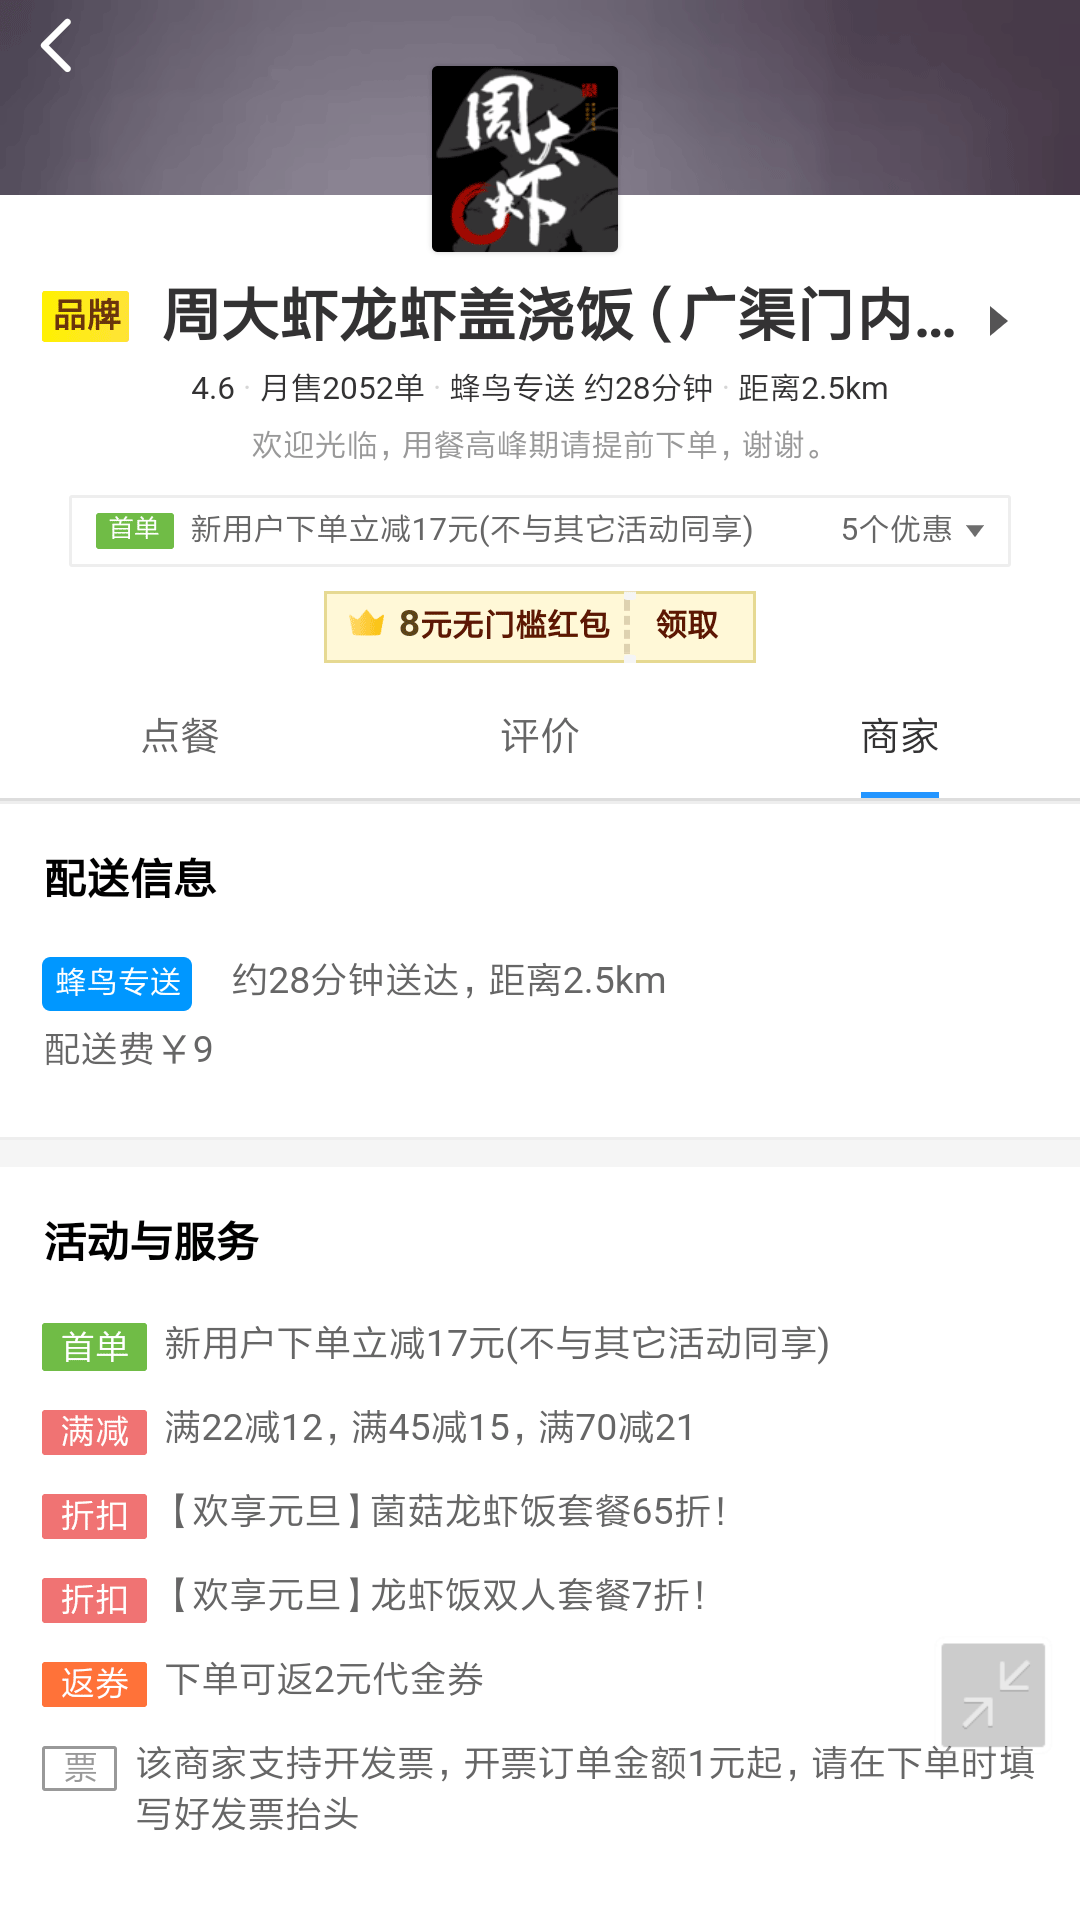 周大虾
品牌 周大虾龙虾盖浇饭（广渠门内...
4.6 · 月售2052单 · 蜂鸟专送 约28分钟 · 距离2.5km
欢迎光临，用餐高峰期请提前下单，谢谢。
首单 新用户下单立减17元(不与其它活动同享) 5个优惠
8元无门槛红包 领取
点餐 评价 商家
配送信息
蜂鸟专送 约28分钟送达，距离2.5km
配送费￥9
活动与服务
首单 新用户下单立减17元(不与其它活动同享)
满减 满22减12，满45减15，满70减21
折扣 【欢享元旦】菌菇龙虾饭套餐65折！
折扣 【欢享元旦】龙虾饭双人套餐7折！
返券 下单可返2元代金券
票 该商家支持开发票，开票订单金额1元起，请在下单时填
写好发票抬头